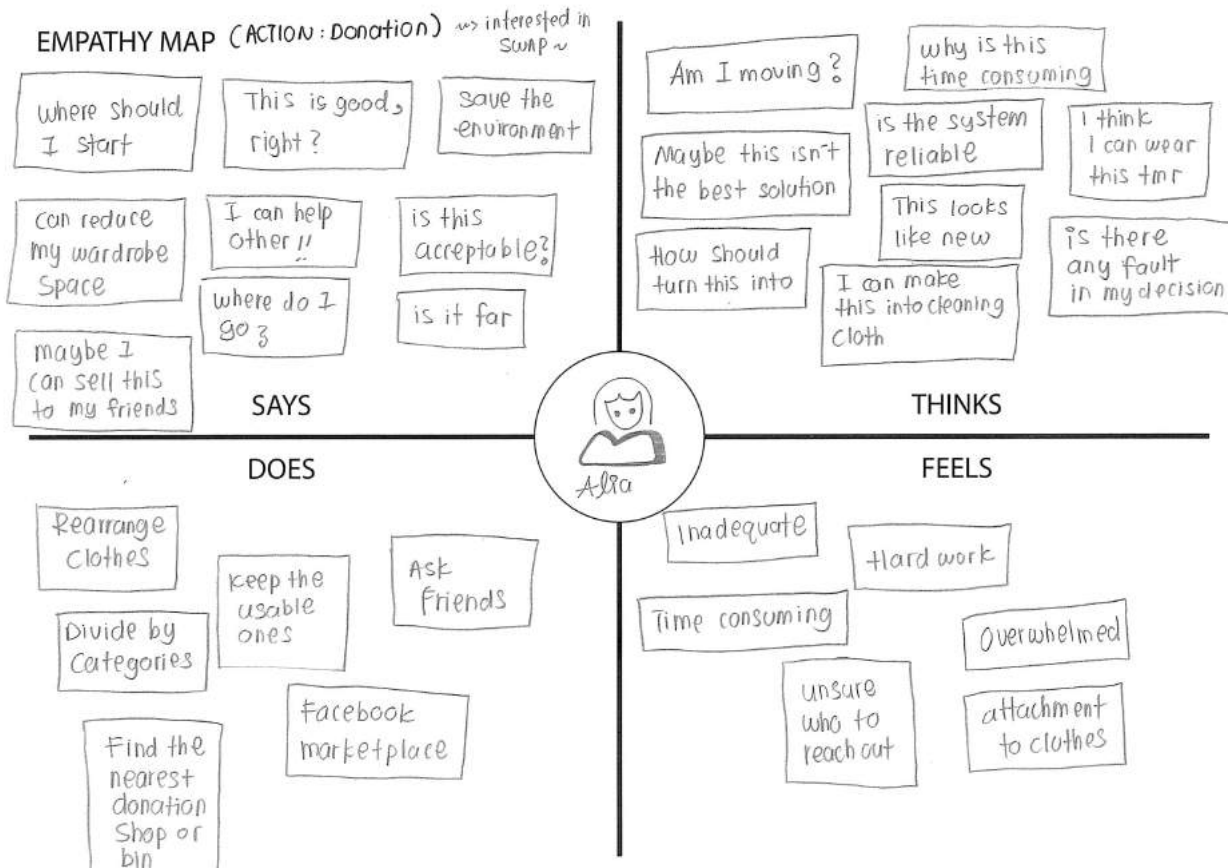 EMPATHY MAP (ACTION : Donation) ~> interested in
SWAP ~
where should
I start
This is good,
right?
save the
environment
can reduce
my wardrobe
space
I can help
other !!
is this
acceptable?
where do I
go?
is it far
maybe I
can sell this
to my friends
SAYS
Am I moving?
why is this
time consuming
Maybe this isn't
the best solution
is the system
reliable
I think
I can wear
this tmr
This looks
like new
How should
turn this into
I can make
this into cleaning
cloth
is there
any fault
in my decision
THINKS
Alia
DOES
Rearrange
clothes
Keep the
usable
ones
Ask
Friends
Divide by
Categories
Facebook
marketplace
Find the
nearest
donation
shop or
bin
FEELS
Inadequate
Hard work
Time consuming
Overwhelmed
unsure
who to
reach out
attachment
to clothes